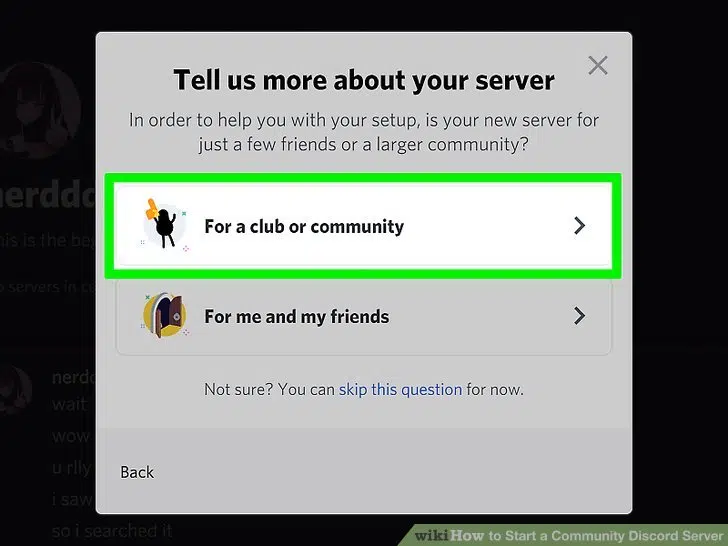 Tell us more about your server
In order to help you with your setup, is your new server for
just a few friends or a larger community?
For a club or community
For me and my friends
Not sure? You can skip this question for now.
Back
nerddo
his is the beg
servers in co
nerdd
wait
wow
u rlly
i saw
so i searched it
wikiHow to Start a Community Discord Server